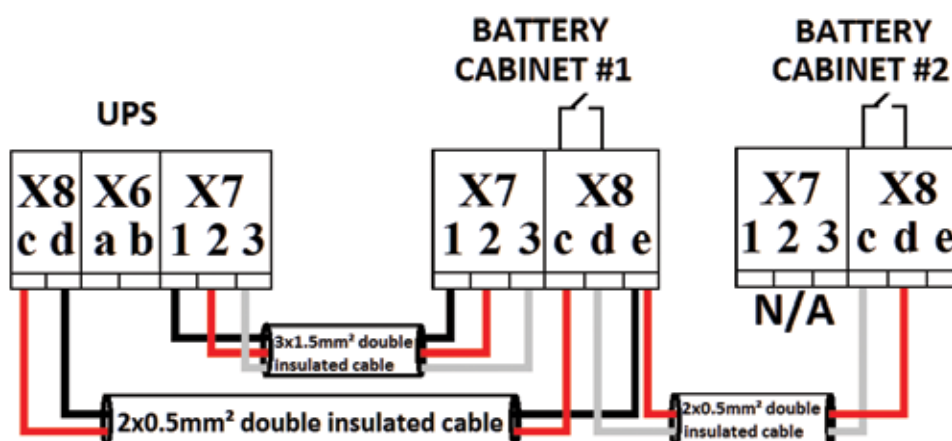 BATTERY
CABINET #1
BATTERY
CABINET #2
UPS
X8 X6 X7
c d a b 1 2 3
X7 X8
1 2 3 c d e
X7 X8
1 2 3 c d e
N/A
3x1.5mm² double
insulated cable
2x0.5mm² double insulated cable
2x0.5mm² double
insulated cable